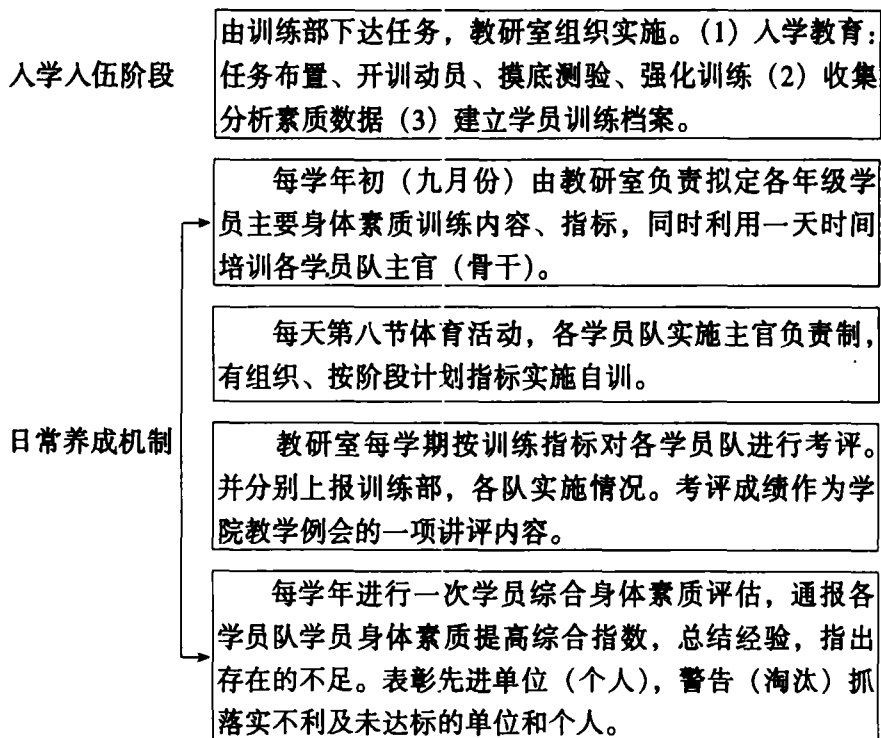 入学入伍阶段
由训练部下达任务，教研室组织实施。(1) 入学教育：
任务布置、开训动员、摸底测验、强化训练 (2) 收集
分析素质数据 (3) 建立学员训练档案。
每学年初（九月份）由教研室负责拟定各年级学
员主要身体素质训练内容、指标，同时利用一天时间
培训各学员队主官（骨干）。
每天第八节体育活动，各学员队实施主官负责制，
有组织、按阶段计划指标实施自训。
日常养成机制
教研室每学期按训练指标对各学员队进行考评。
并分别上报训练部，各队实施情况。考评成绩作为学
院教学例会的一项讲评内容。
每学年进行一次学员综合身体素质评估，通报各
学员队学员身体素质提高综合指数，总结经验，指出
存在的不足。表彰先进单位（个人），警告（淘汰）抓
落实不利及未达标的单位和个人。